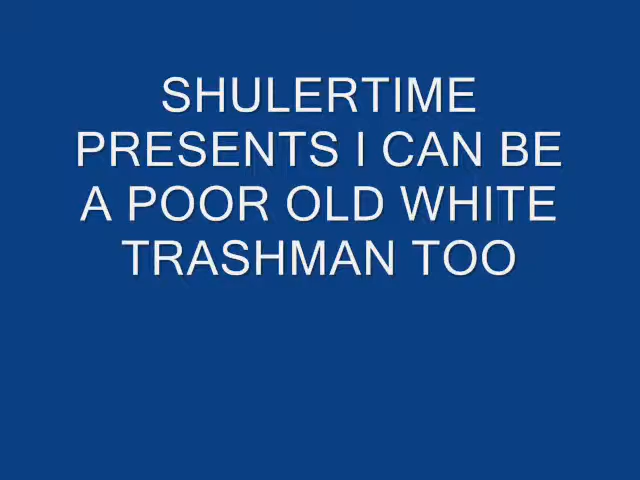 SHULERTIME
PRESENTS I CAN BE
A POOR OLD WHITE
TRASHMAN TOO